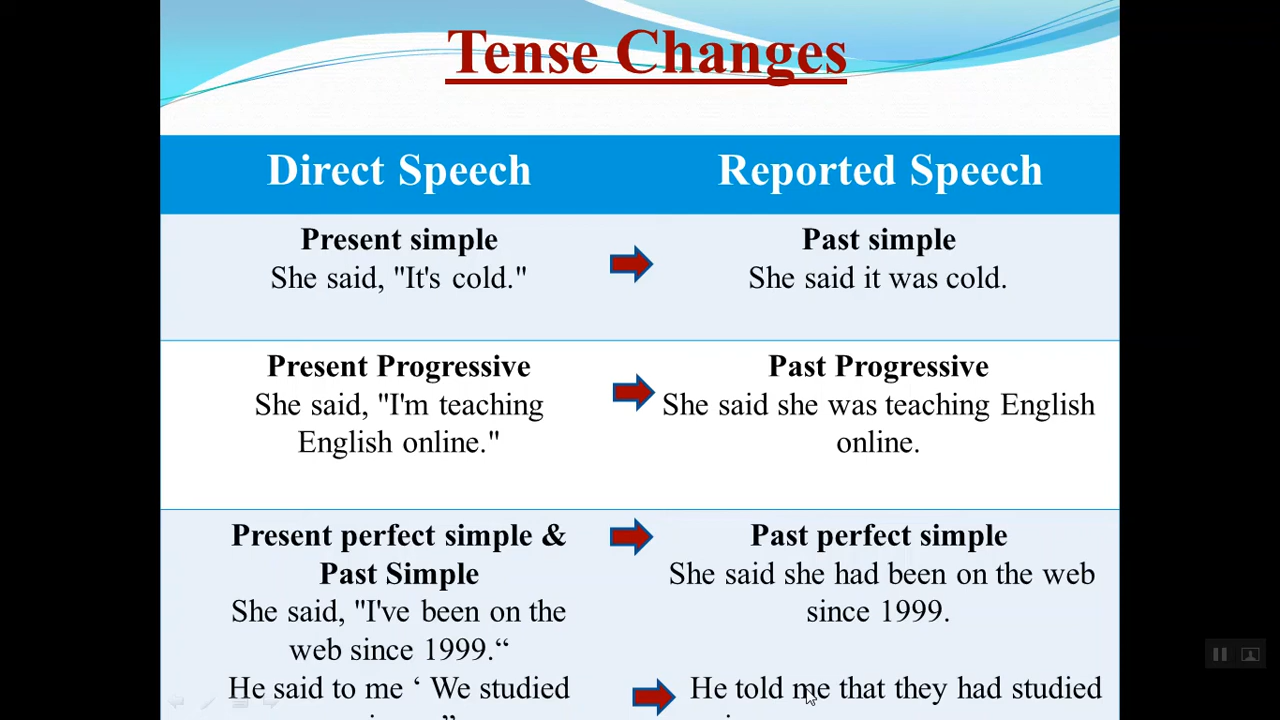 Tense Changes
Direct Speech
Reported Speech
Present simple
She said, "It's cold."
Past simple
She said it was cold.
Present Progressive
She said, "I'm teaching
English online."
Past Progressive
She said she was teaching English
online.
Present perfect simple &
Past Simple
She said, "I've been on the
web since 1999.“
He said to me ‘ We studied
Past perfect simple
She said she had been on the web
since 1999.
He told me that they had studied